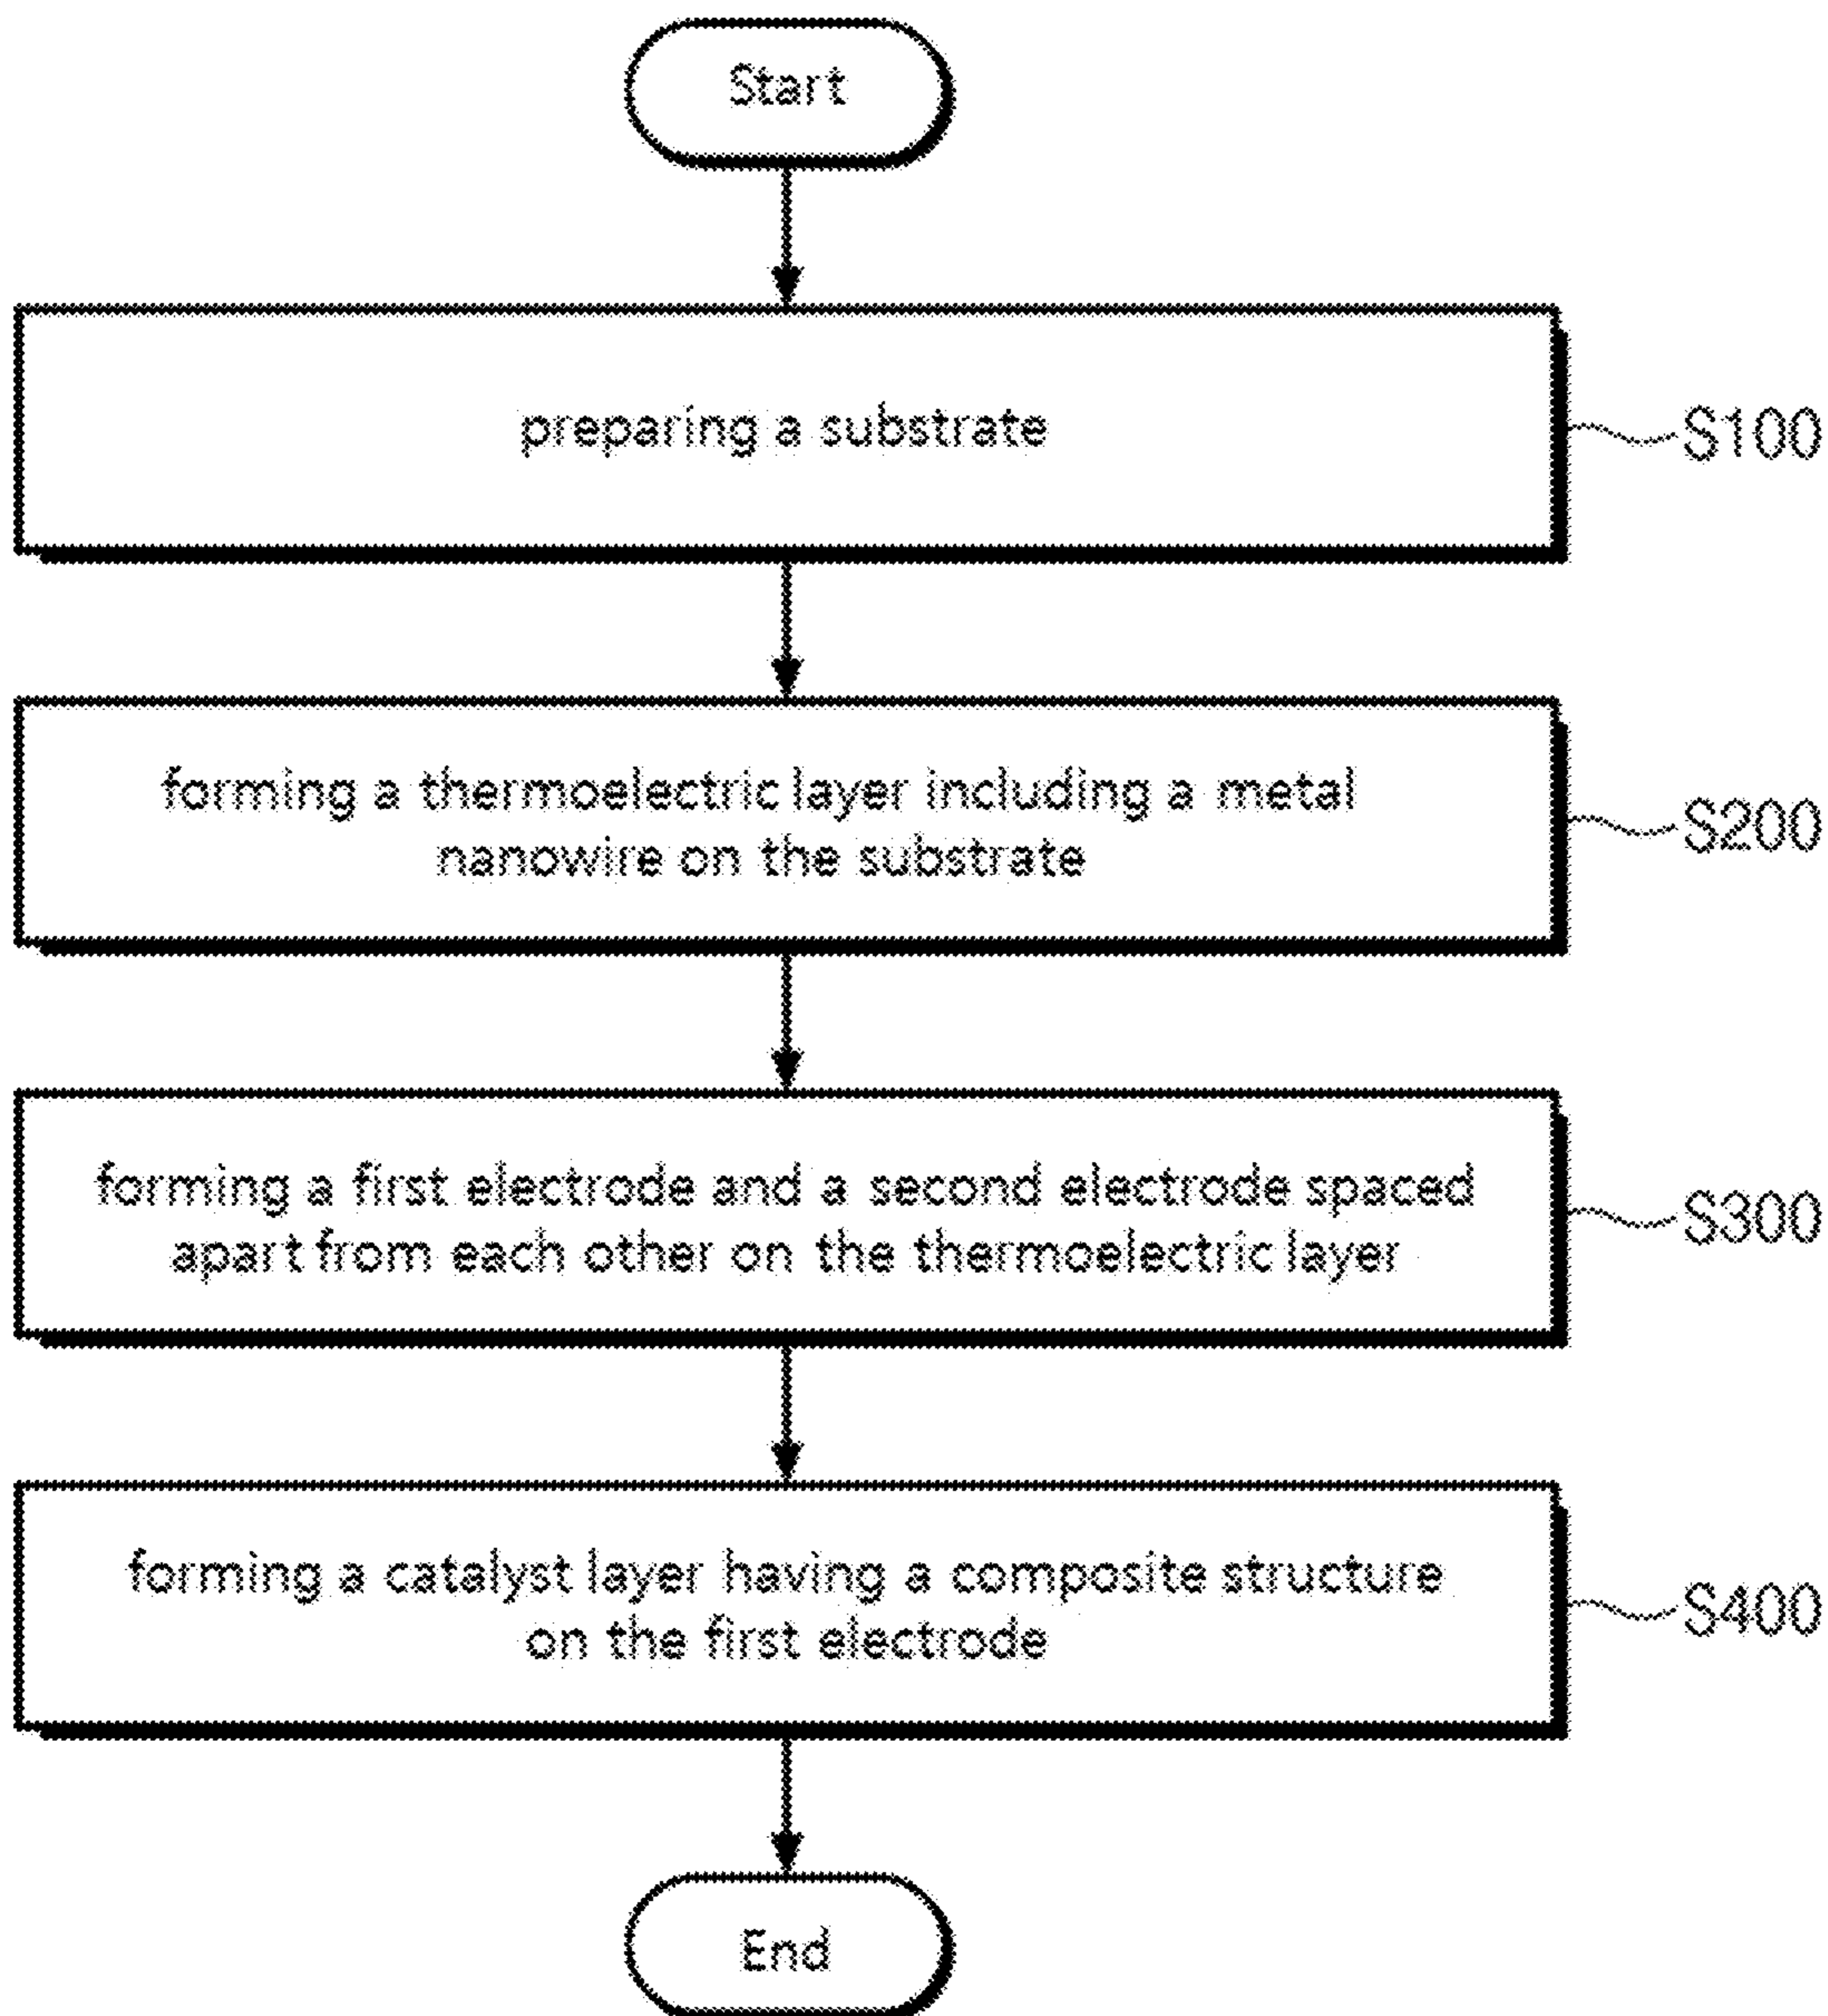 Start
preparing a substrate
S100
forming a thermoelectric layer including a metal
nanowire on the substrate
S200
forming a first electrode and a second electrode spaced
apart from each other on the thermoelectric layer
S300
forming a catalyst layer having a composite structure
on the first electrode
S400
End